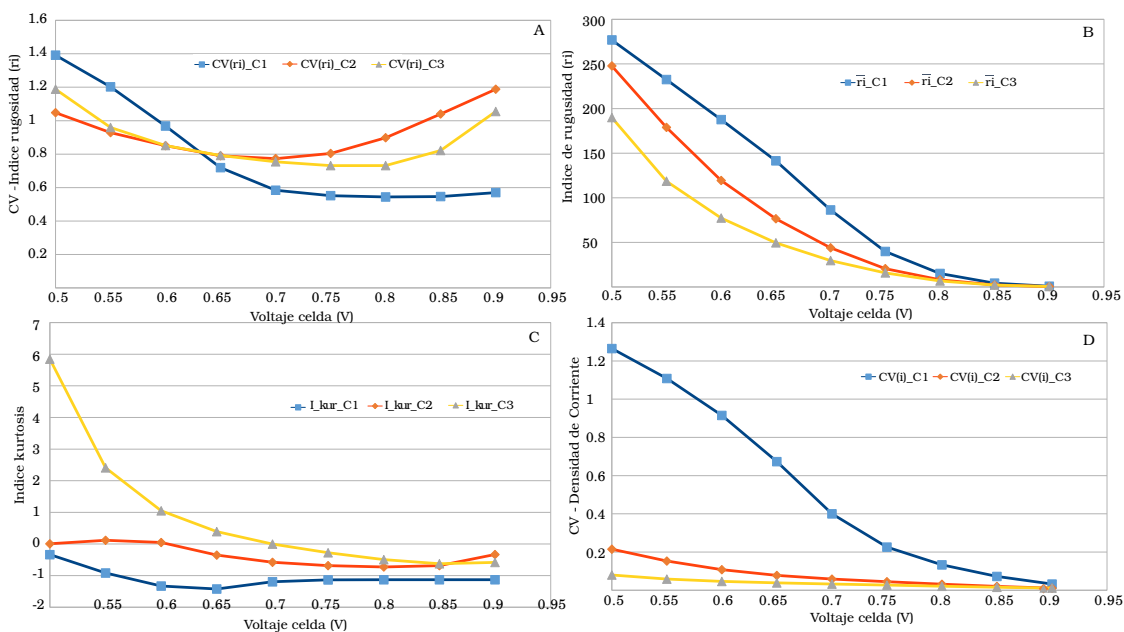 A
CV -Indice rugosidad (ri)
1.6
1.4
1.2
1
0.8
0.6
0.4
0.2
CV(ri)_C1 CV(ri)_C2 CV(ri)_C3
0.5 0.55 0.6 0.65 0.7 0.75 0.8 0.85 0.9 0.95
Voltaje celda (V)
B
Indice de rugusidad (ri)
300
250
200
150
100
50
ri_C1 ri_C2 ri_C3
0.5 0.55 0.6 0.65 0.7 0.75 0.8 0.85 0.9 0.95
Voltaje celda (V)
C
Indice kurtosis
7
6
5
4
3
2
1
0
-1
-2
I_kur_C1 I_kur_C2 I_kur_C3
0.55 0.6 0.65 0.7 0.75 0.8 0.85 0.9 0.95
Voltaje celda (V)
D
CV - Densidad de Corriente
1.4
1.2
1
0.8
0.6
0.4
0.2
CV(i)_C1 CV(i)_C2 CV(i)_C3
0.5 0.55 0.6 0.65 0.7 0.75 0.8 0.85 0.9 0.95
Voltaje celda (V)